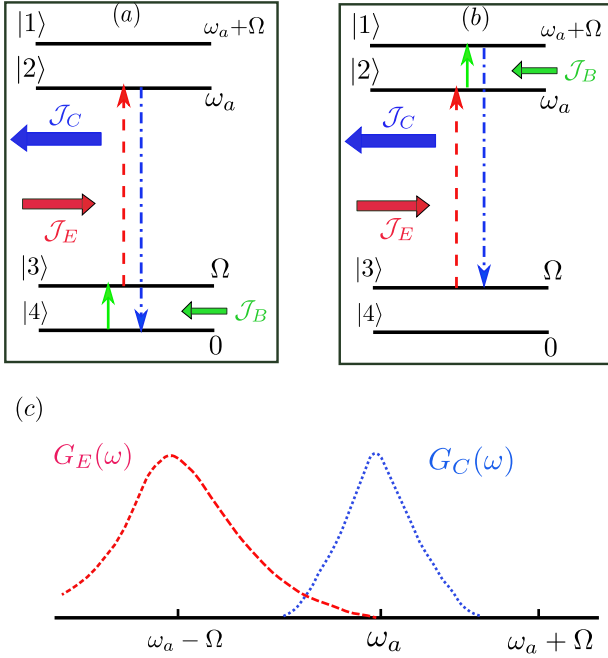 (a)
|1⟩ ω_a+Ω
|2⟩
ω_a
𝒥_C
𝒥_E
|3⟩ Ω
|4⟩ 𝒥_B
0
(b)
|1⟩ ω_a+Ω
|2⟩ 𝒥_B
ω_a
𝒥_C
𝒥_E
|3⟩ Ω
|4⟩
0
(c)
G_E(ω) G_C(ω)
ω_a − Ω ω_a ω_a + Ω